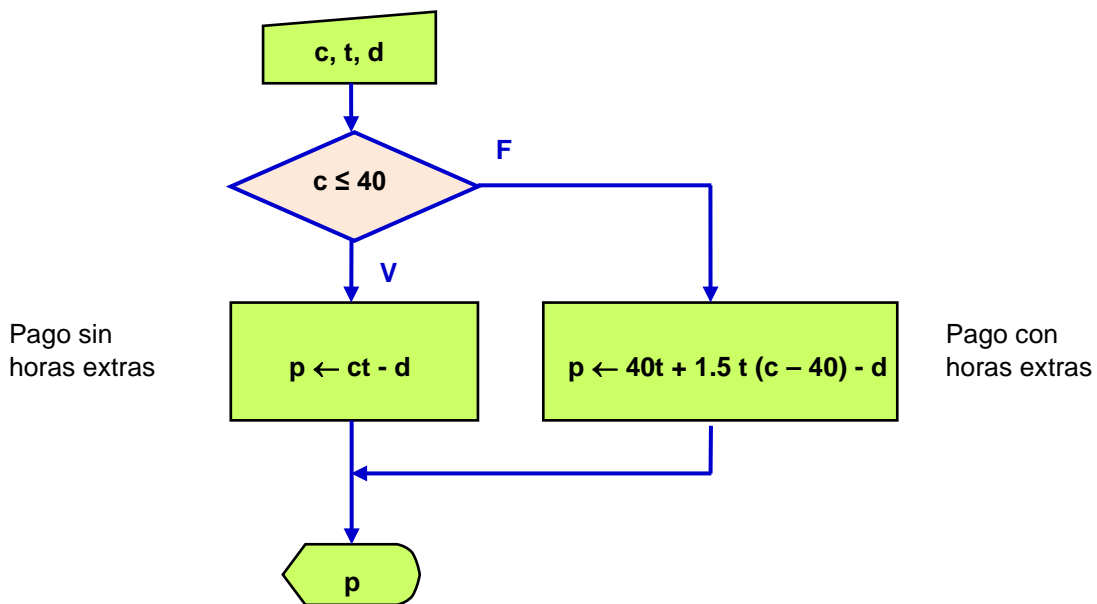 c, t, d
c ≤ 40
F
V
Pago sin
horas extras
p ← ct - d
p ← 40t + 1.5 t (c – 40) - d
Pago con
horas extras
p